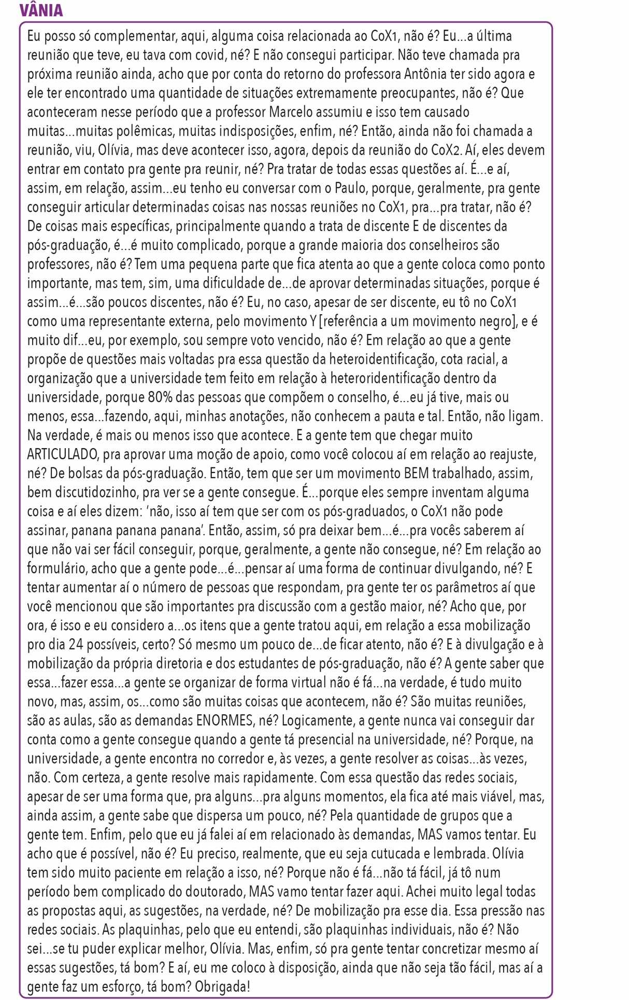 VÂNIA
Eu posso só complementar, aqui, alguma coisa relacionada ao CoX1, não é? Eu...a última
reunião que teve, eu tava com covid, né? E não consegui participar. Não teve chamada pra
próxima reunião ainda, acho que por conta do retorno do professora Antônia ter sido agora e
ele ter encontrado uma quantidade de situações extremamente preocupantes, não é? Que
aconteceram nesse período que a professor Marcelo assumiu e isso tem causado
muitas...muitas polêmicas, muitas indisposições, enfim, né? Então, ainda não foi chamada a
reunião, viu, Olívia, mas deve acontecer isso, agora, depois da reunião do CoX2. Aí, eles devem
entrar em contato pra gente pra reunir, né? Pra tratar de todas essas questões aí. É...e aí,
assim, em relação, assim...eu tenho eu conversar com o Paulo, porque, geralmente, pra gente
conseguir articular determinadas coisas nas nossas reuniões no CoX1, pra...pra tratar, não é?
De coisas mais específicas, principalmente quando a trata de discente E de discentes da
pós-graduação, é...é muito complicado, porque a grande maioria dos conselheiros são
professores, não é? Tem uma pequena parte que fica atenta ao que a gente coloca como ponto
importante, mas tem, sim, uma dificuldade de...de aprovar determinadas situações, porque é
assim...é...são poucos discentes, não é? Eu, no caso, apesar de ser discente, eu tô no CoX1
como uma representante externa, pelo movimento Y [referência a um movimento negro], e é
muito dif...eu, por exemplo, sou sempre voto vencido, não é? Em relação ao que a gente
propõe de questões mais voltadas pra essa questão da heteroidentificação, cota racial, a
organização que a universidade tem feito em relação à heteroridentificação dentro da
universidade, porque 80% das pessoas que compõem o conselho, é...eu já tive, mais ou
menos, essa...fazendo, aqui, minhas anotações, não conhecem a pauta e tal. Então, não ligam.
Na verdade, é mais ou menos isso que acontece. E a gente tem que chegar muito
ARTICULADO, pra aprovar uma moção de apoio, como você colocou aí em relação ao reajuste,
né? De bolsas da pós-graduação. Então, tem que ser um movimento BEM trabalhado, assim,
bem discutidozinho, pra ver se a gente consegue. É...porque eles sempre inventam alguma
coisa e aí eles dizem: ‘não, isso aí tem que ser com os pós-graduados, o CoX1 não pode
assinar, panana panana panana’. Então, assim, só pra deixar bem...é...pra vocês saberem aí
que não vai ser fácil conseguir, porque, geralmente, a gente não consegue, né? Em relação ao
formulário, acho que a gente pode...é...pensar aí uma forma de continuar divulgando, né? E
tentar aumentar aí o número de pessoas que respondam, pra gente ter os parâmetros aí que
você mencionou que são importantes pra discussão com a gestão maior, né? Acho que, por
ora, é isso e eu considero a...os itens que a gente tratou aqui, em relação a essa mobilização
pro dia 24 possíveis, certo? Só mesmo um pouco de...de ficar atento, não é? E à divulgação e à
mobilização da própria diretoria e dos estudantes de pós-graduação, não é? A gente saber que
essa...fazer essa...a gente se organizar de forma virtual não é fá...na verdade, é tudo muito
novo, mas, assim, os...como são muitas coisas que acontecem, não é? São muitas reuniões,
são as aulas, são as demandas ENORMES, né? Logicamente, a gente nunca vai conseguir dar
conta como a gente consegue quando a gente tá presencial na universidade, né? Porque, na
universidade, a gente encontra no corredor e, às vezes, a gente resolver as coisas...às vezes,
não. Com certeza, a gente resolve mais rapidamente. Com essa questão das redes sociais,
apesar de ser uma forma que, pra alguns...pra alguns momentos, ela fica até mais viável, mas,
ainda assim, a gente sabe que dispersa um pouco, né? Pela quantidade de grupos que a
gente tem. Enfim, pelo que eu já falei aí em relacionado às demandas, MAS vamos tentar. Eu
acho que é possível, não é? Eu preciso, realmente, que eu seja cutucada e lembrada. Olívia
tem sido muito paciente em relação a isso, né? Porque não é fá...não tá fácil, já tô num
período bem complicado do doutorado, MAS vamo tentar fazer aqui. Achei muito legal todas
as propostas aqui, as sugestões, na verdade, né? De mobilização pra esse dia. Essa pressão nas
redes sociais. As plaquinhas, pelo que eu entendi, são plaquinhas individuais, não é? Não
sei...se tu puder explicar melhor, Olívia. Mas, enfim, só pra gente tentar concretizar mesmo aí
essas sugestões, tá bom? E aí, eu me coloco à disposição, ainda que não seja tão fácil, mas aí a
gente faz um esforço, tá bom? Obrigada!